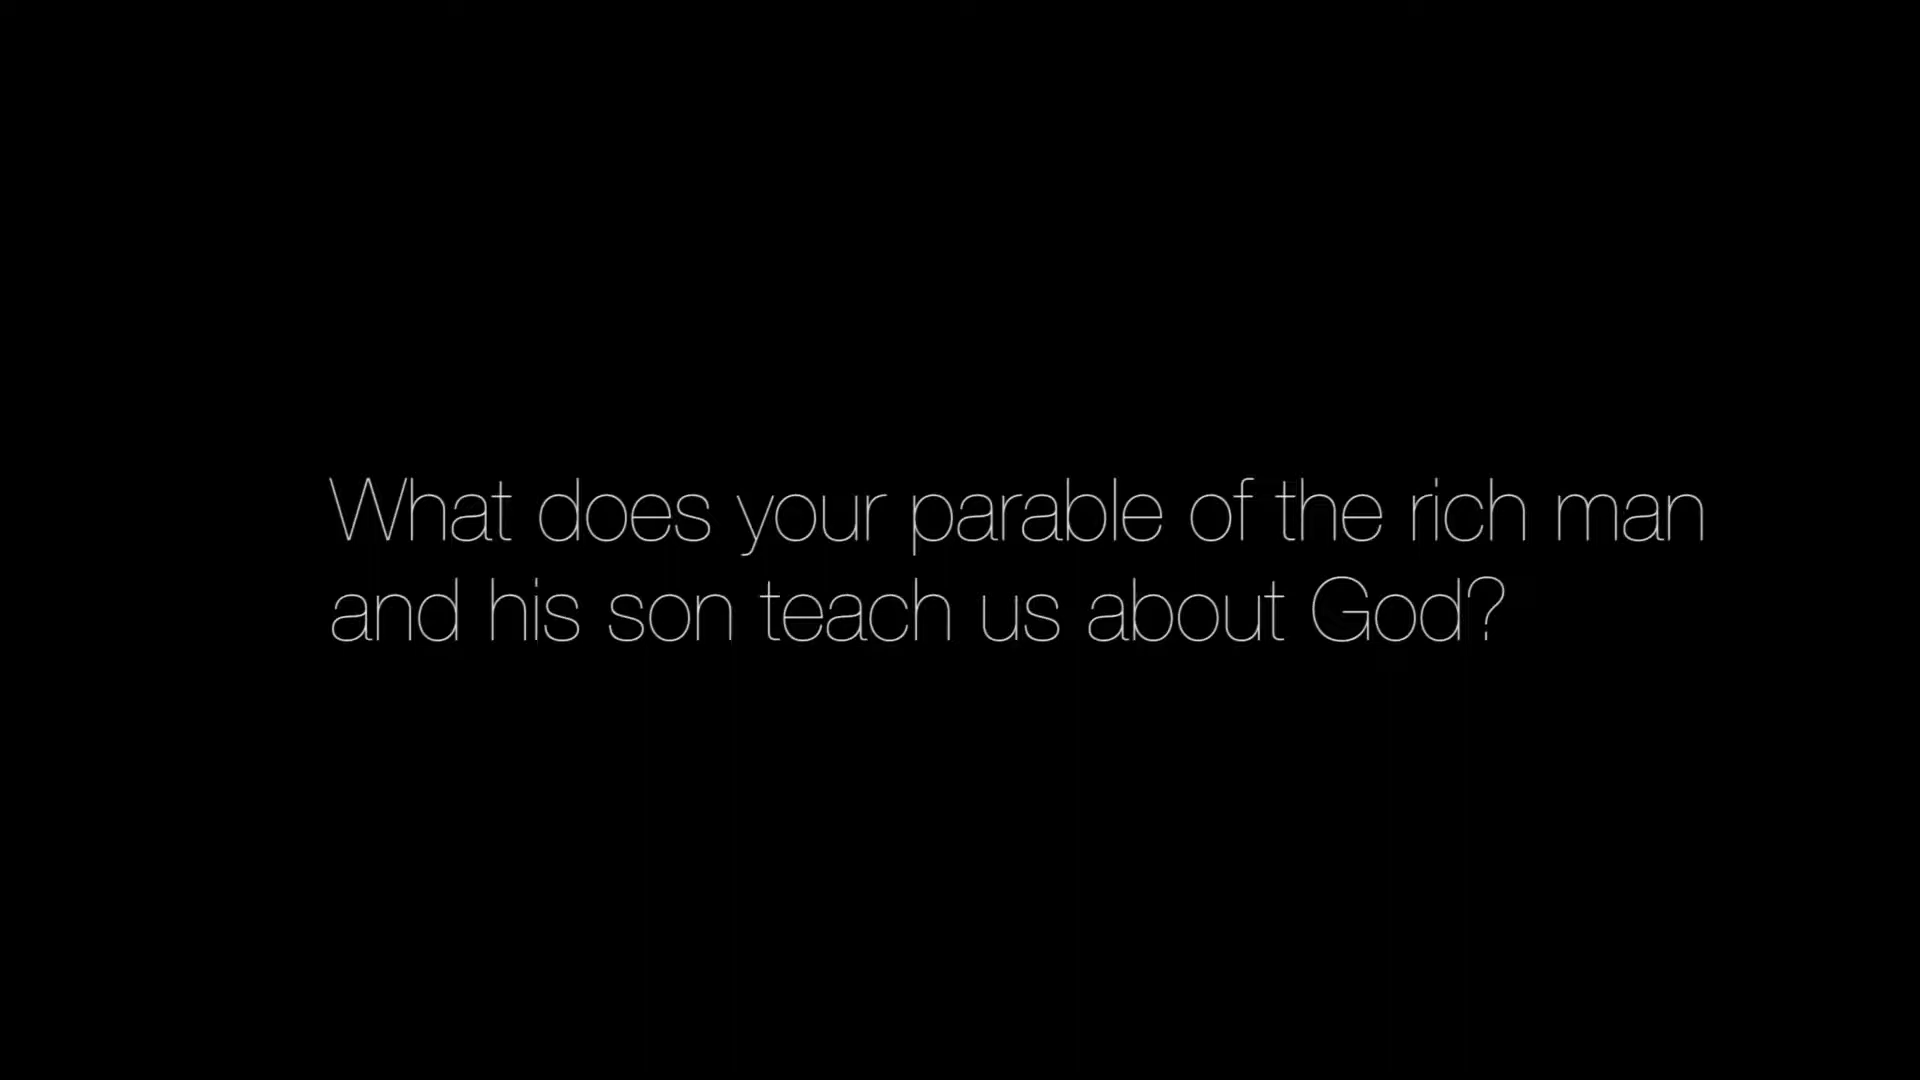 What does your parable of the rich man
and his son teach us about God?